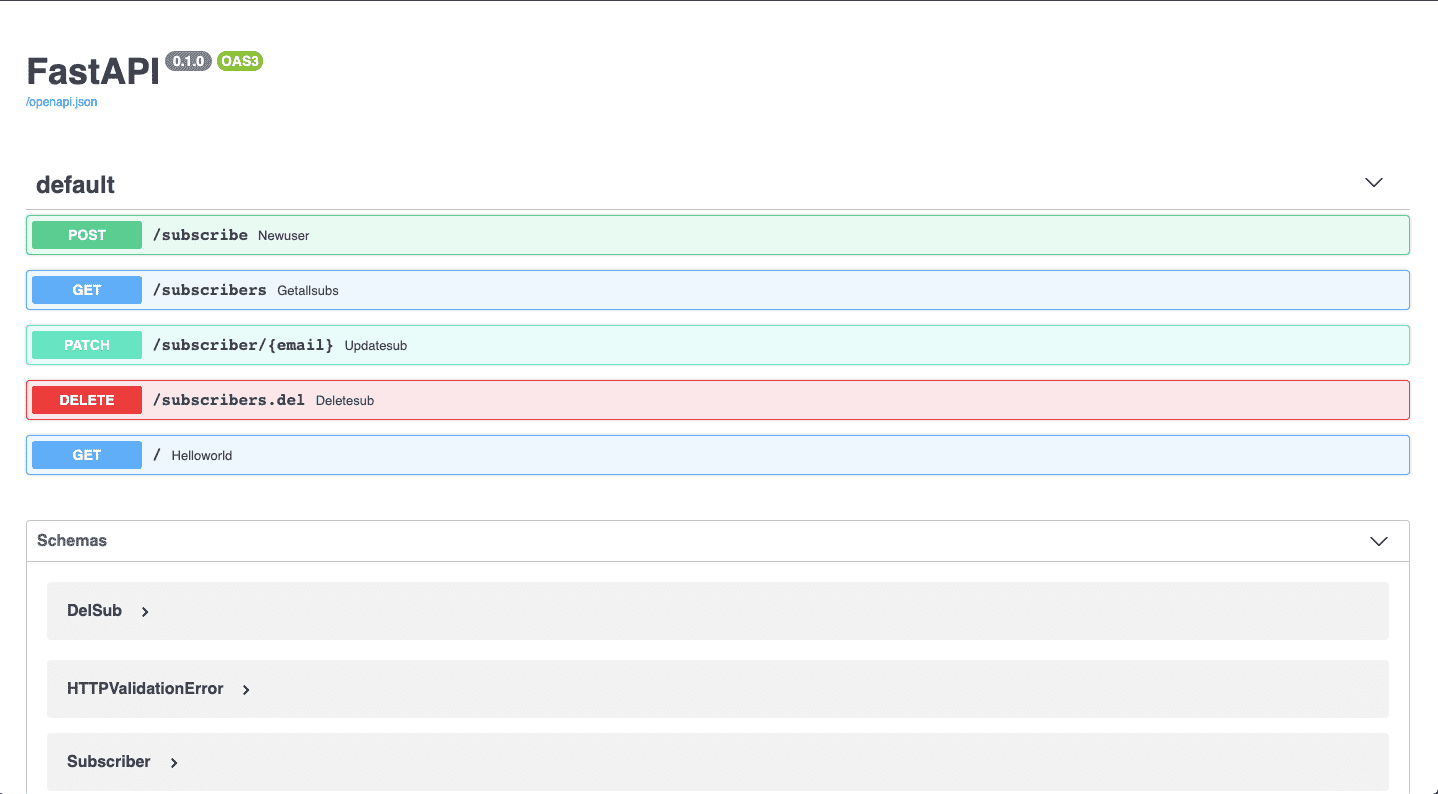 FastAPI 0.1.0 OAS3
/openapi.json
default
POST /subscribe Newuser
GET /subscribers Getallsubs
PATCH /subscriber/{email} Updatesub
DELETE /subscribers.del Deletesub
GET / Helloworld
Schemas
DelSub
HTTPValidationError
Subscriber